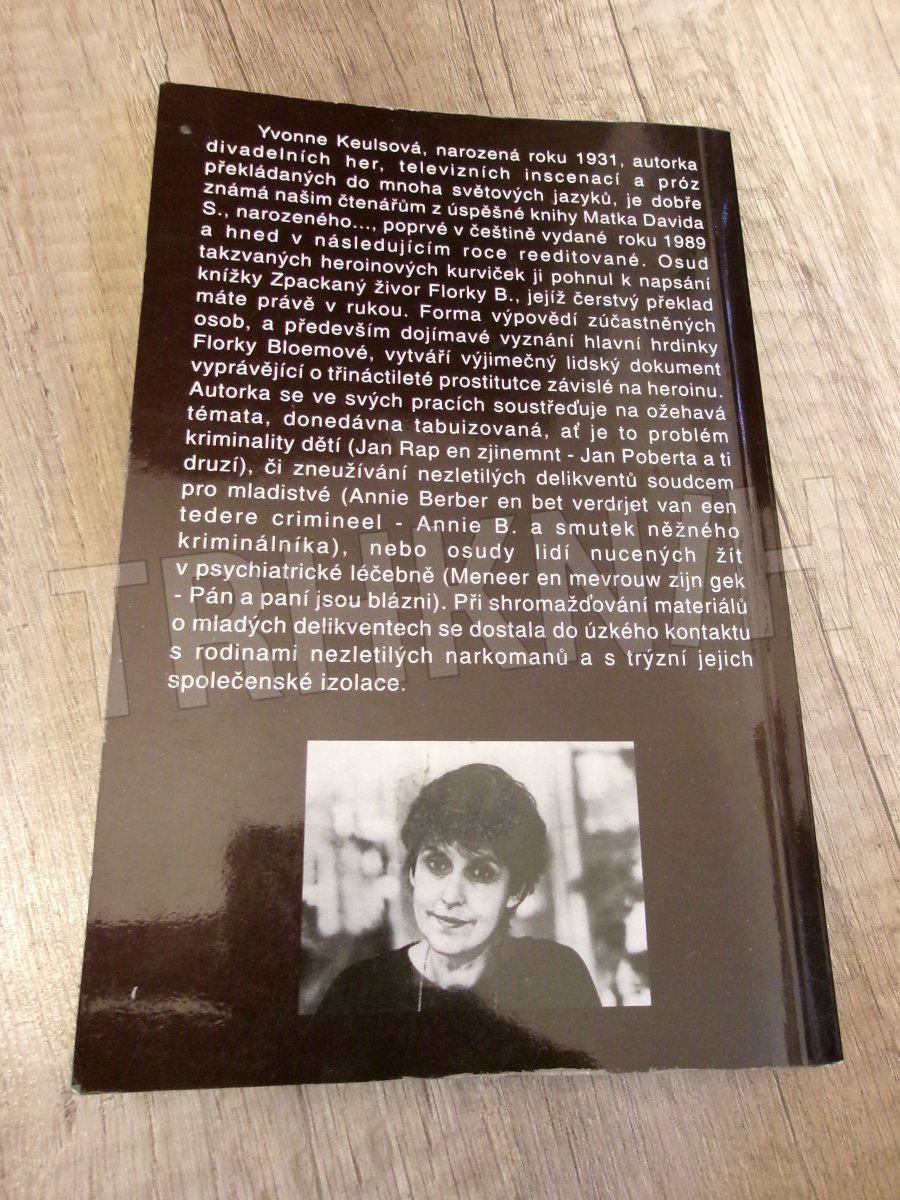 Yvonne Keulsová, narozená roku 1931, autorka
divadelních her, televizních inscenací a próz
překládaných do mnoha světových jazyků, je dobře
známá našim čtenářům z úspěšné knihy Matka Davida
S., narozeného..., poprvé v češtině vydané roku 1989
a hned v následujícím roce reeditované. Osud
takzvaných heroinových kurviček ji pohnul k napsání
knížky Zpackaný život Florky B., jejíž čerstvý překlad
máte právě v rukou. Forma výpovědí zúčastněných
osob, a především dojímavé vyznání hlavní hrdinky
Florky Bloemové, vytváří výjimečný lidský dokument
vyprávějící o třináctileté prostitutce závislé na heroinu.
Autorka se ve svých pracích soustřeďuje na ožehavá
témata, donedávna tabuizovaná, ať je to problém
kriminality dětí (Jan Rap en zjinemnt - Jan Poberta a ti
druzí), či zneužívání nezletilých delikventů soudcem
pro mladistvé (Annie Berber en bet verdrjet van een
tedere crimineel - Annie B. a smutek něžného
kriminálníka), nebo osudy lidí nucených žít
v psychiatrické léčebně (Meneer en mevrouw zijn gek
- Pán a paní jsou blázni). Při shromažďování materiálů
o mladých delikventech se dostala do úzkého kontaktu
s rodinami nezletilých narkomanů a s trýzní jejich
společenské izolace.